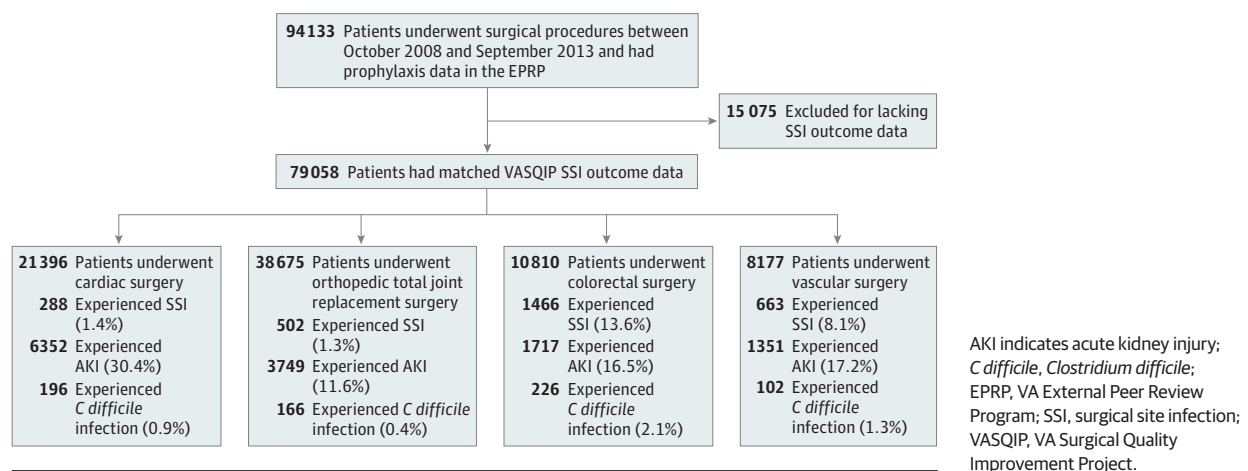 94133 Patients underwent surgical procedures between
October 2008 and September 2013 and had
prophylaxis data in the EPRP
15 075 Excluded for lacking
SSI outcome data
79058 Patients had matched VASQIP SSI outcome data
21396 Patients underwent
cardiac surgery
288 Experienced SSI
(1.4%)
6352 Experienced
AKI (30.4%)
196 Experienced
C difficile
infection (0.9%)
38675 Patients underwent
orthopedic total joint
replacement surgery
502 Experienced SSI
(1.3%)
3749 Experienced AKI
(11.6%)
166 Experienced C difficile
infection (0.4%)
10810 Patients underwent
colorectal surgery
1466 Experienced
SSI (13.6%)
1717 Experienced
AKI (16.5%)
226 Experienced
C difficile
infection (2.1%)
8177 Patients underwent
vascular surgery
663 Experienced
SSI (8.1%)
1351 Experienced
AKI (17.2%)
102 Experienced
C difficile
infection (1.3%)
AKI indicates acute kidney injury;
C difficile, Clostridium difficile;
EPRP, VA External Peer Review
Program; SSI, surgical site infection;
VASQIP, VA Surgical Quality
Improvement Project.